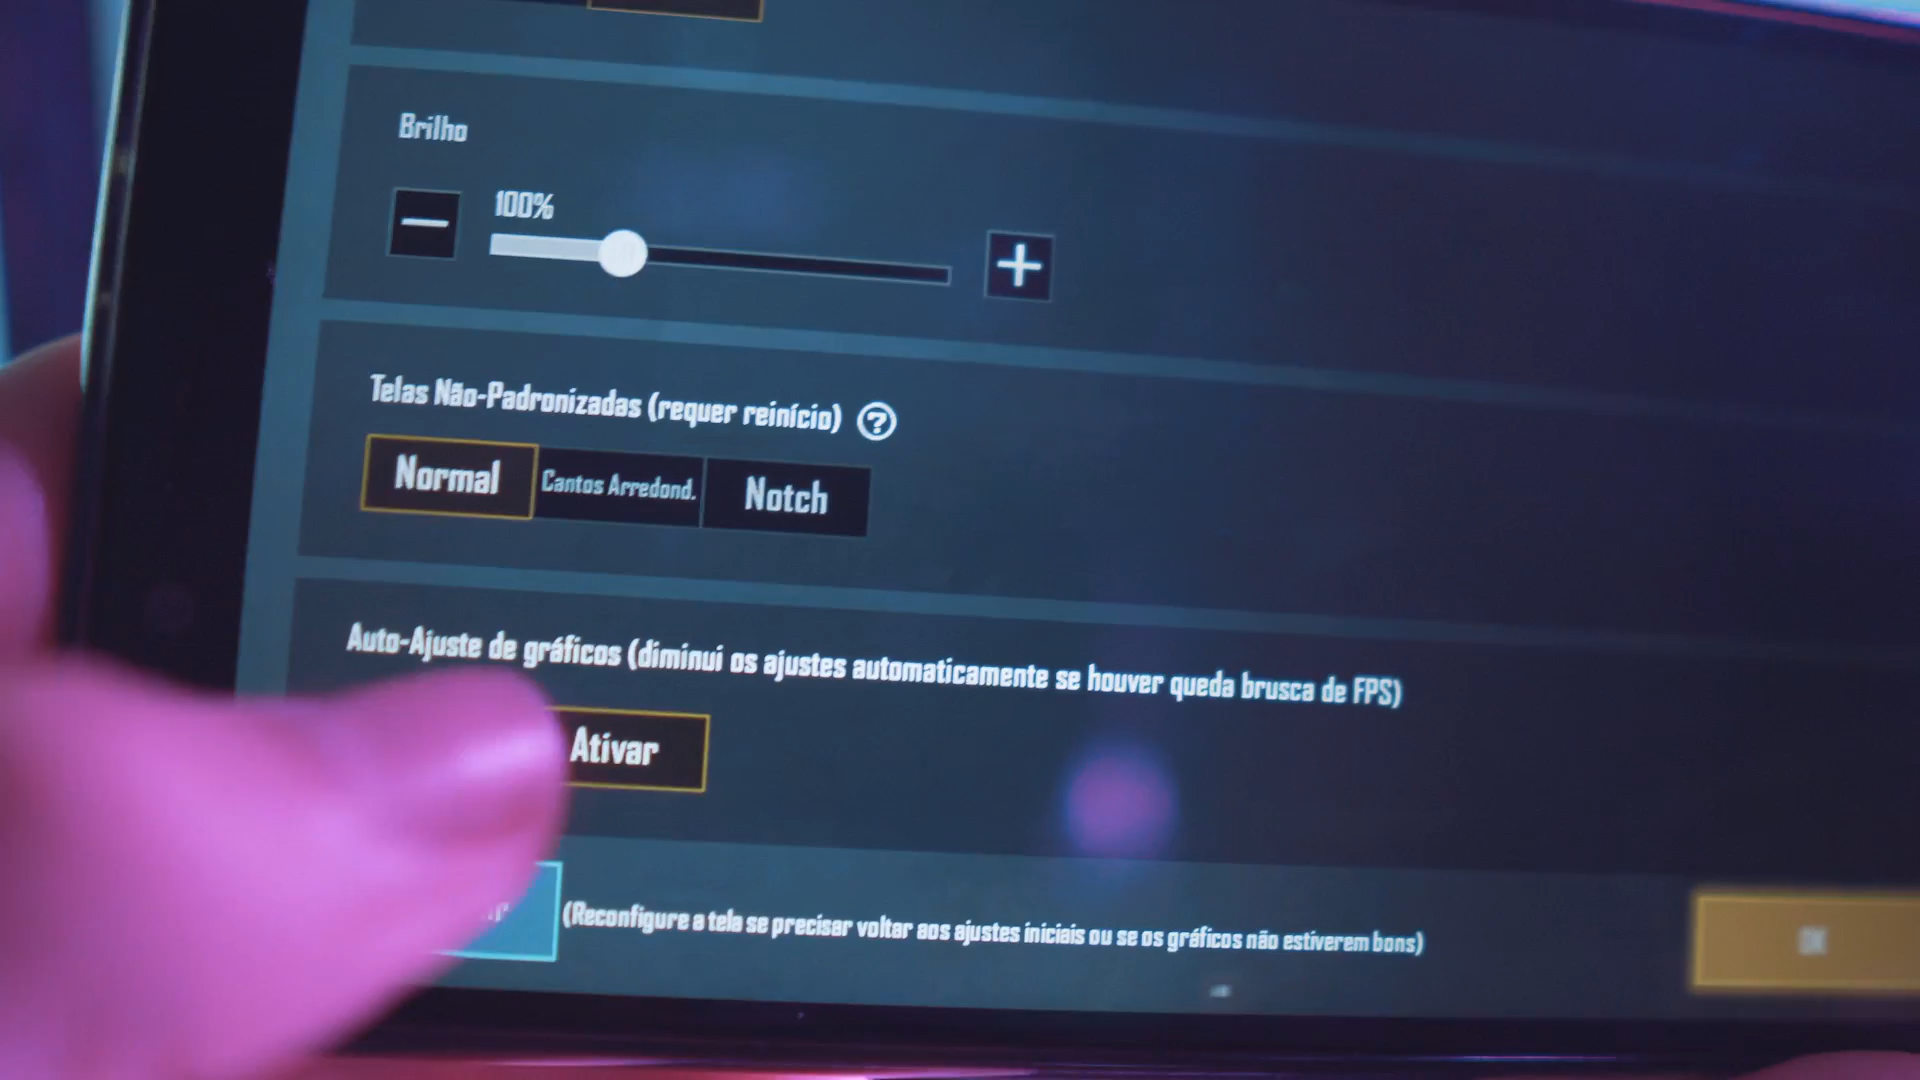 Brilho
100%
Telas Não-Padronizadas (requer reinício) ?
Normal Cantos Arredond. Notch
Auto-Ajuste de gráficos (diminui os ajustes automaticamente se houver queda brusca de FPS)
Ativar
(Reconfigure a tela se precisar voltar aos ajustes iniciais ou se os gráficos não estiverem bons)
OK